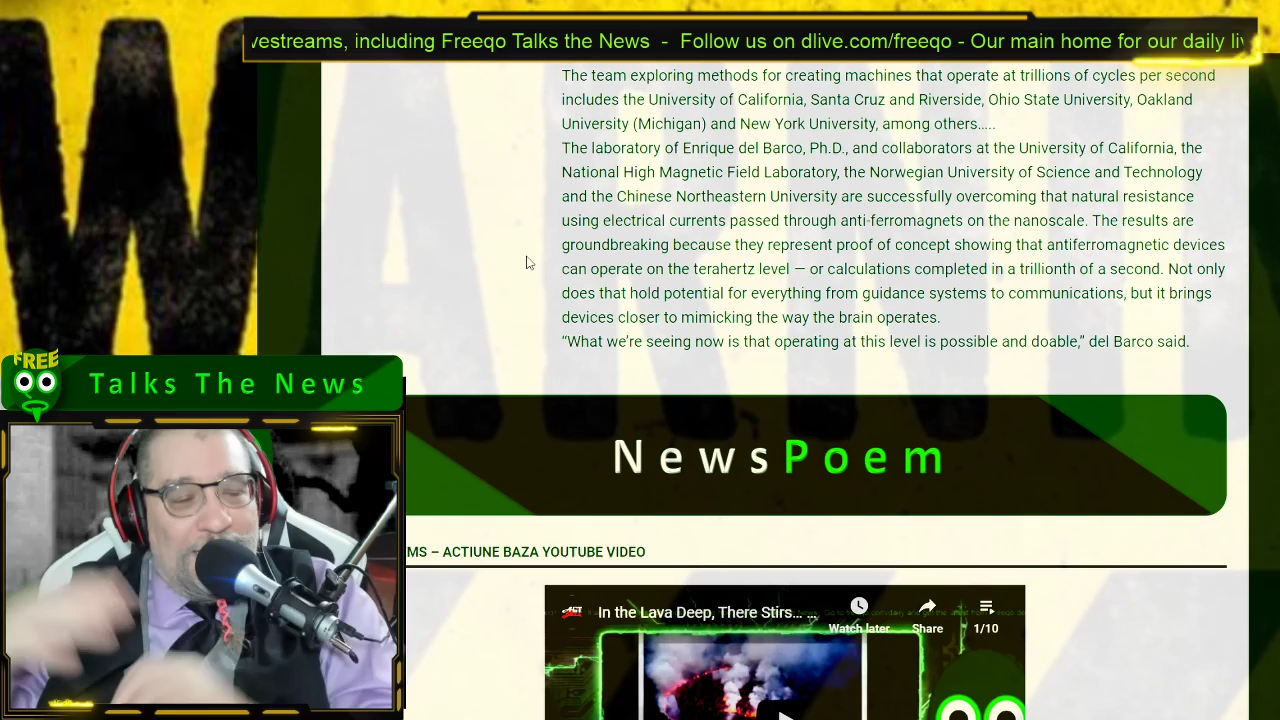 vestreams, including Freeqo Talks the News - Follow us on dlive.com/freeqo - Our main home for our daily liv
The team exploring methods for creating machines that operate at trillions of cycles per second
includes the University of California, Santa Cruz and Riverside, Ohio State University, Oakland
University (Michigan) and New York University, among others…..
The laboratory of Enrique del Barco, Ph.D., and collaborators at the University of California, the
National High Magnetic Field Laboratory, the Norwegian University of Science and Technology
and the Chinese Northeastern University are successfully overcoming that natural resistance
using electrical currents passed through anti-ferromagnets on the nanoscale. The results are
groundbreaking because they represent proof of concept showing that antiferromagnetic devices
can operate on the terahertz level — or calculations completed in a trillionth of a second. Not only
does that hold potential for everything from guidance systems to communications, but it brings
devices closer to mimicking the way the brain operates.
“What we’re seeing now is that operating at this level is possible and doable,” del Barco said.
WARNI
FREE
Talks The News
NewsPoem
MS – ACTIUNE BAZA YOUTUBE VIDEO
In the Lava Deep, There Stirs... ...
Watch later
Share
1/10